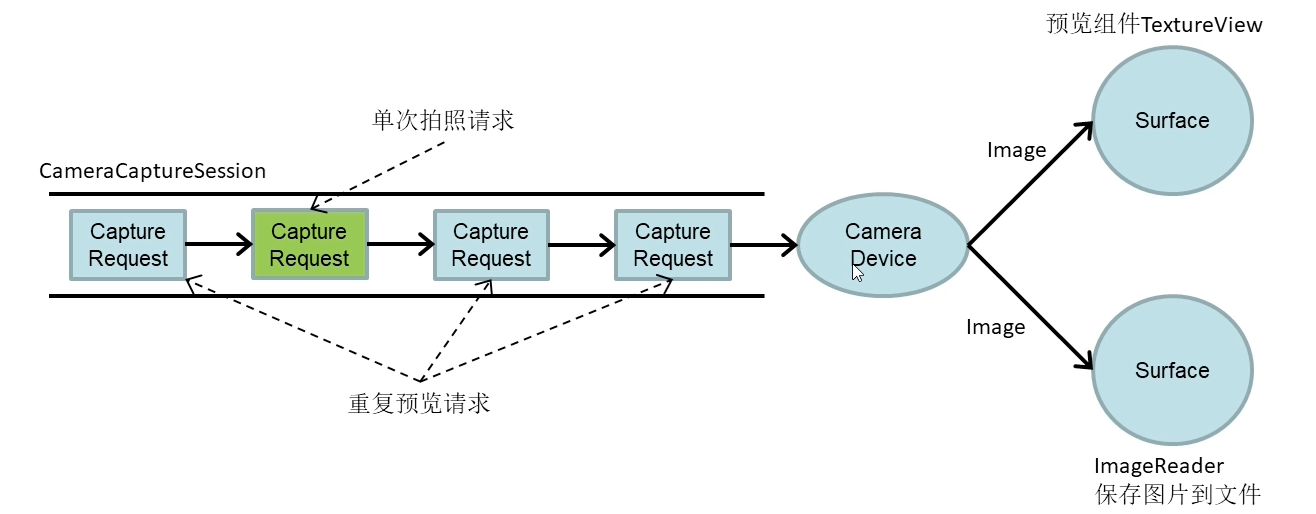 预览组件TextureView
单次拍照请求
CameraCaptureSession
Capture
Request
Capture
Request
Capture
Request
Capture
Request
Camera
Device
Image
Surface
Image
Surface
重复预览请求
ImageReader
保存图片到文件